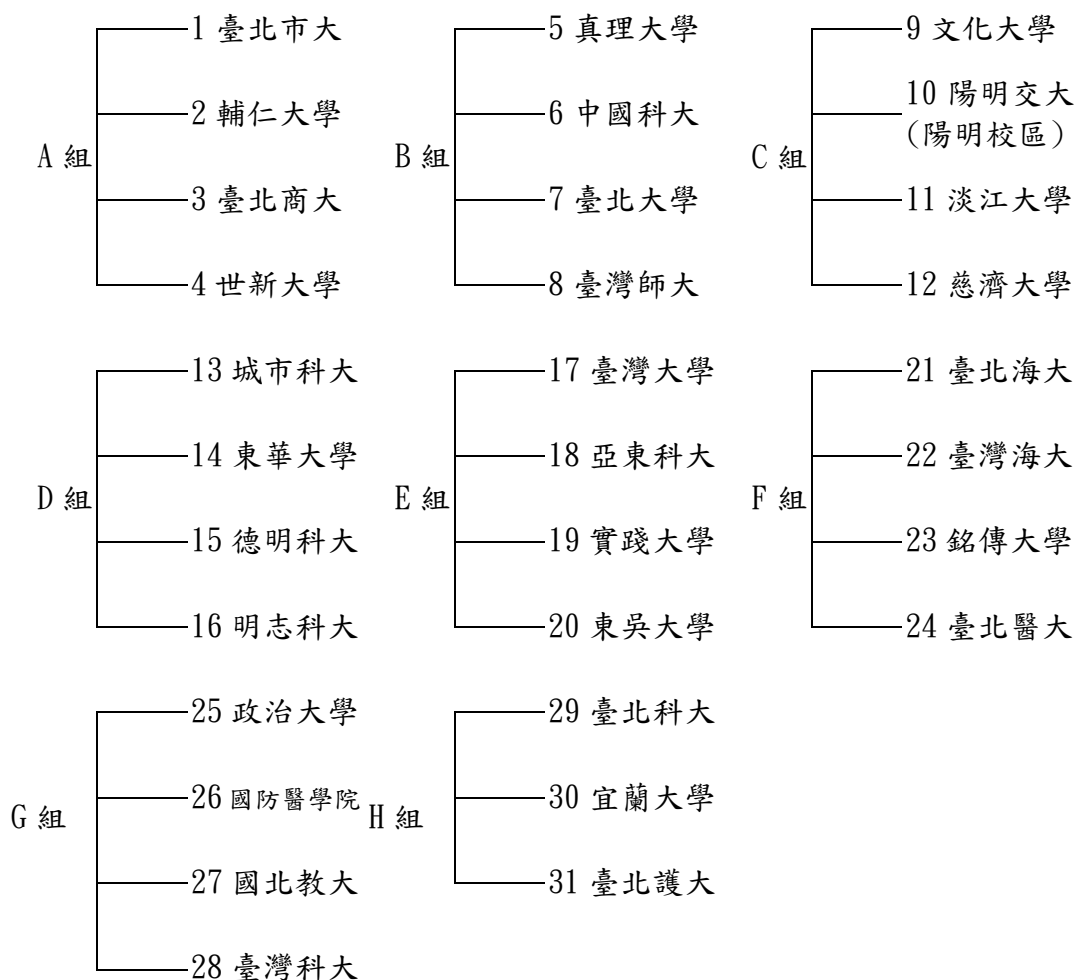 A 組
1 臺北市大
2 輔仁大學
3 臺北商大
4 世新大學
B 組
5 真理大學
6 中國科大
7 臺北大學
8 臺灣師大
C 組
9 文化大學
10 陽明交大
(陽明校區)
11 淡江大學
12 慈濟大學
D 組
13 城市科大
14 東華大學
15 德明科大
16 明志科大
E 組
17 臺灣大學
18 亞東科大
19 實踐大學
20 東吳大學
F 組
21 臺北海大
22 臺灣海大
23 銘傳大學
24 臺北醫大
G 組
25 政治大學
26 國防醫學院
27 國北教大
28 臺灣科大
H 組
29 臺北科大
30 宜蘭大學
31 臺北護大